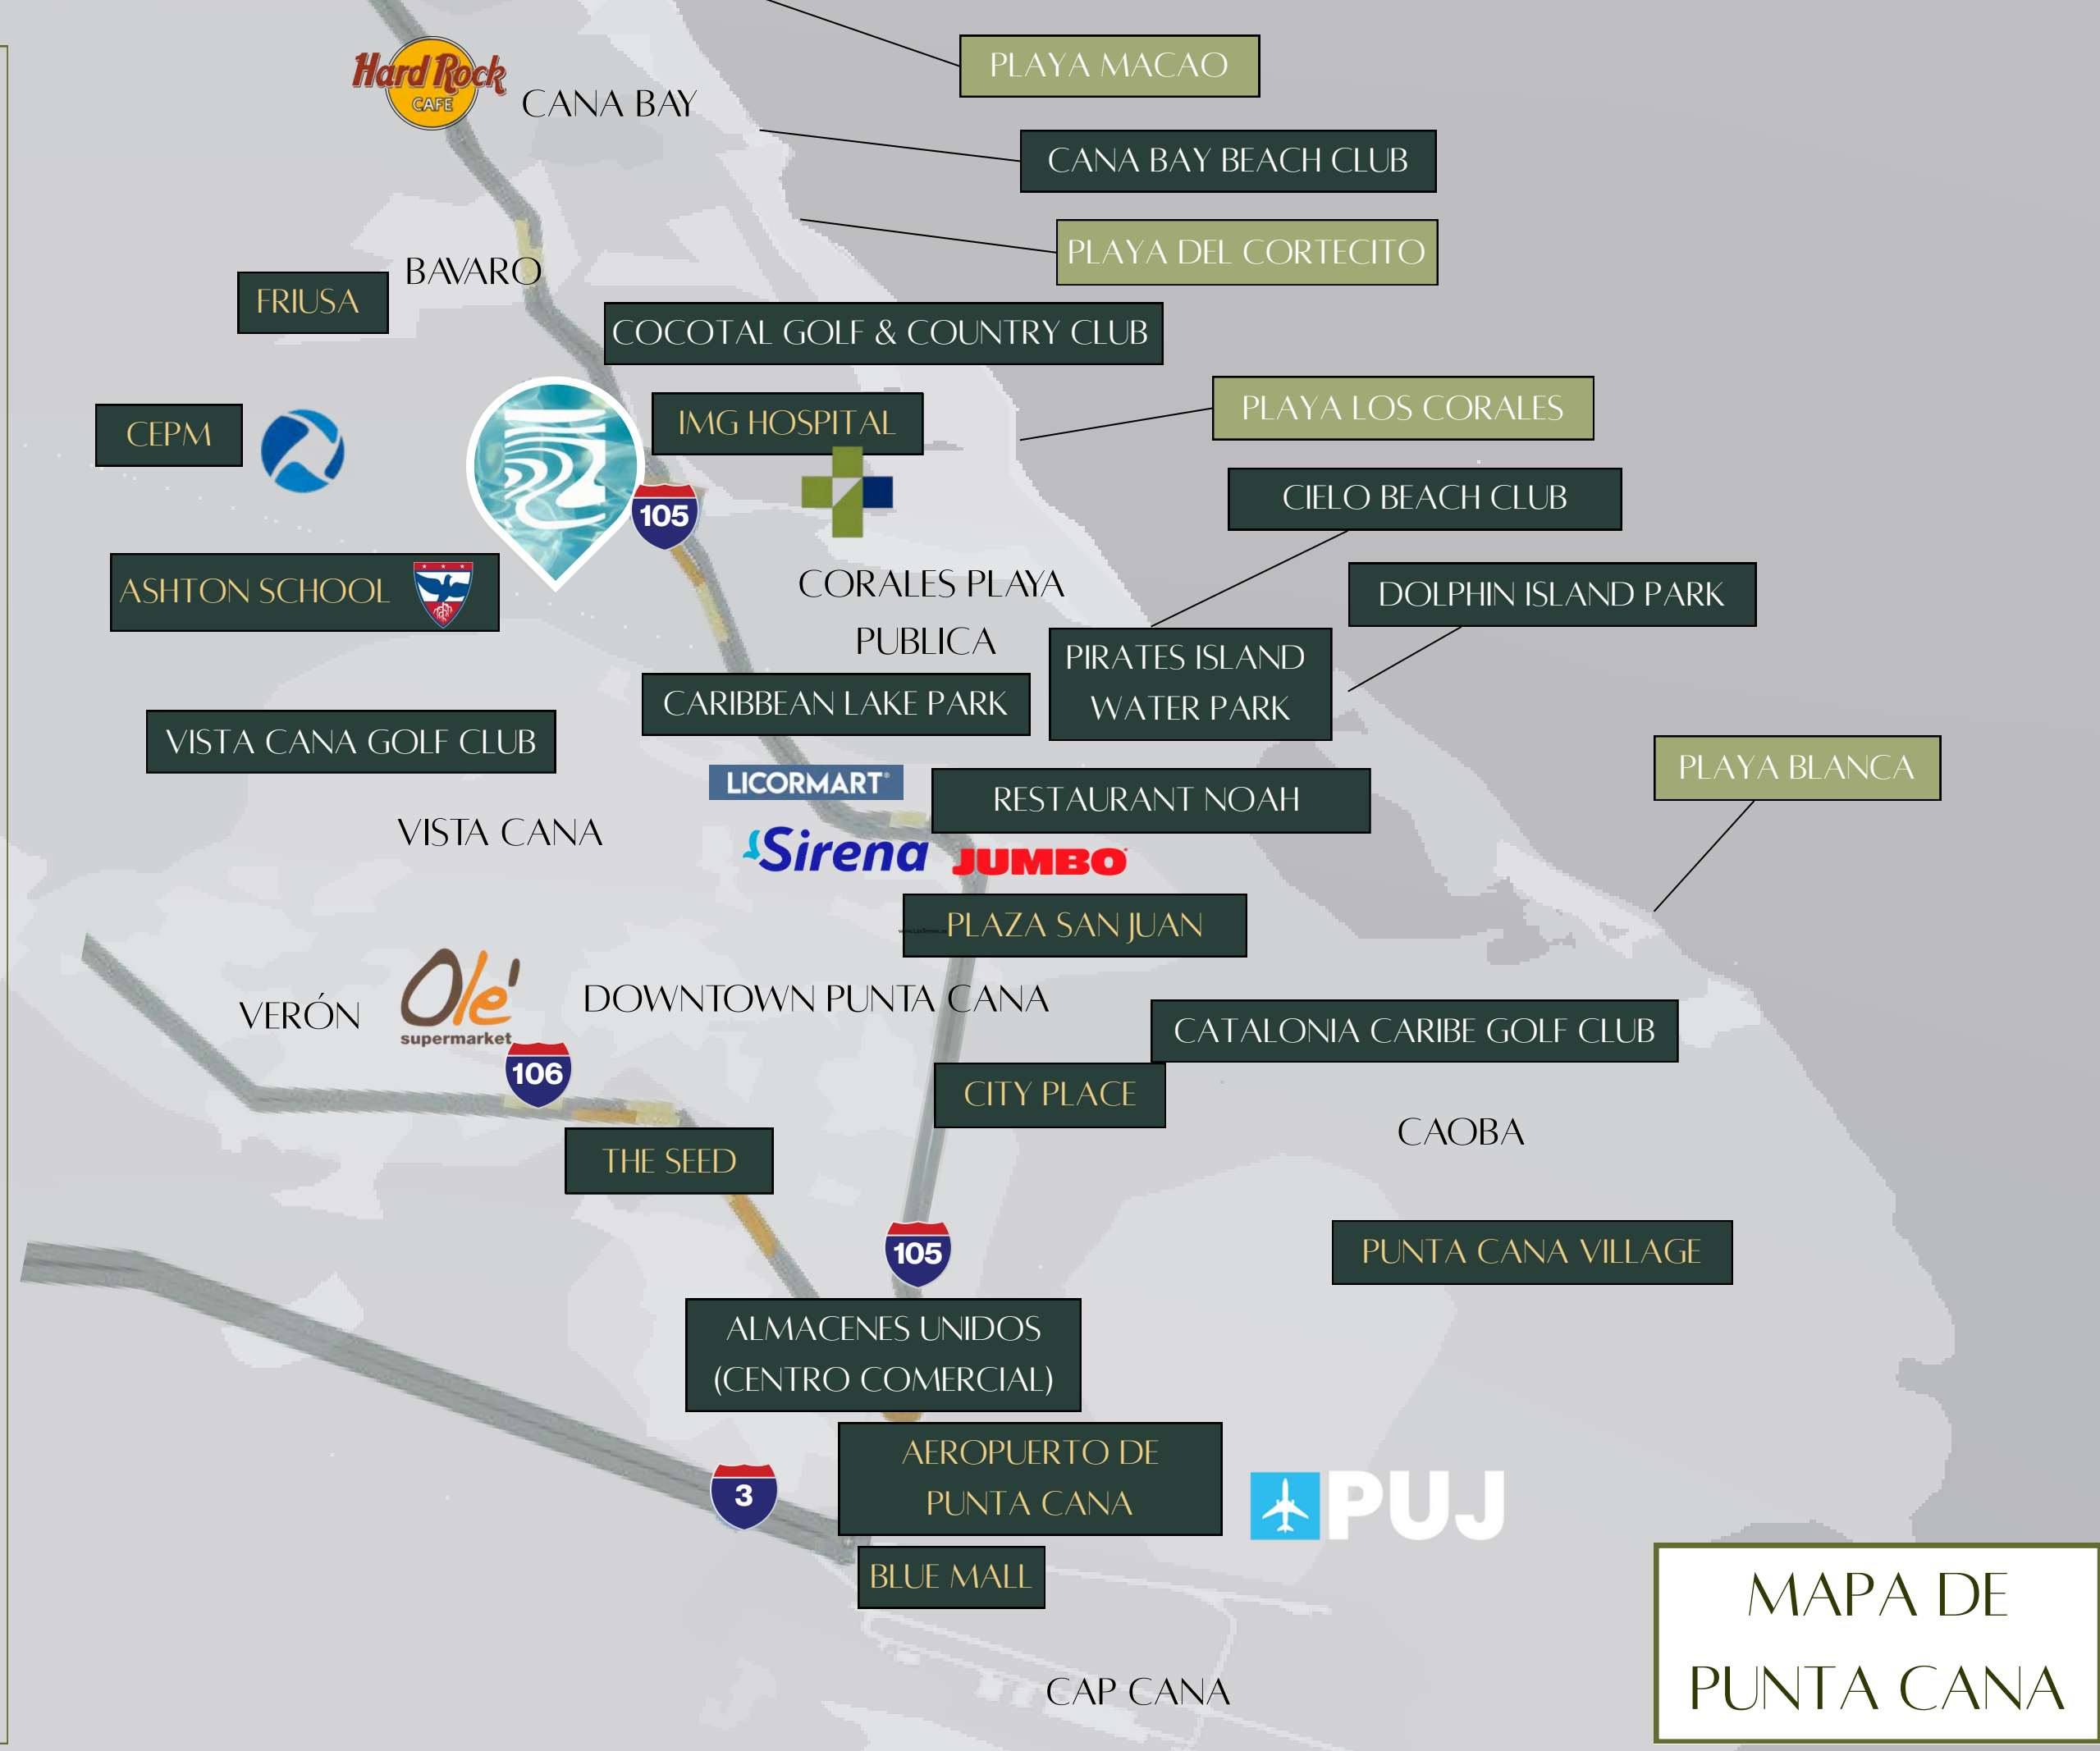 PLAYA MACAO
Hard Rock
CAFE
CANA BAY
CANA BAY BEACH CLUB
PLAYA DEL CORTECITO
BAVARO
FRIUSA
COCOTAL GOLF & COUNTRY CLUB
PLAYA LOS CORALES
IMG HOSPITAL
CEPM
CIELO BEACH CLUB
105
ASHTON SCHOOL
CORALES PLAYA
PUBLICA
DOLPHIN ISLAND PARK
PIRATES ISLAND
WATER PARK
CARIBBEAN LAKE PARK
VISTA CANA GOLF CLUB
PLAYA BLANCA
LICORMART
RESTAURANT NOAH
VISTA CANA
Sirena
JUMBO
PLAZA SAN JUAN
VERÓN
Olé
supermarket
DOWNTOWN PUNTA CANA
CATALONIA CARIBE GOLF CLUB
106
CITY PLACE
CAOBA
THE SEED
105
PUNTA CANA VILLAGE
ALMACENES UNIDOS
(CENTRO COMERCIAL)
AEROPUERTO DE
PUNTA CANA
3
PUJ
BLUE MALL
MAPA DE
PUNTA CANA
CAP CANA